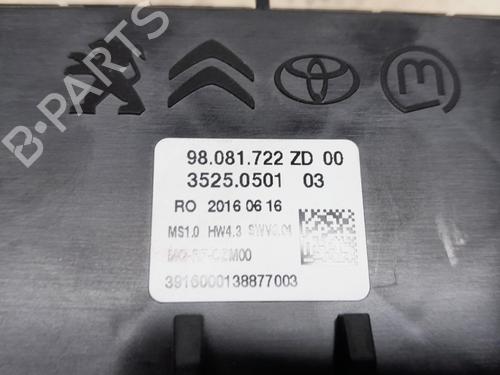 B-PARTS
98.081.722 ZD 00
3525.0501 03
RO 2016 06 16
MS1.0 HW4.3
3916000138877003